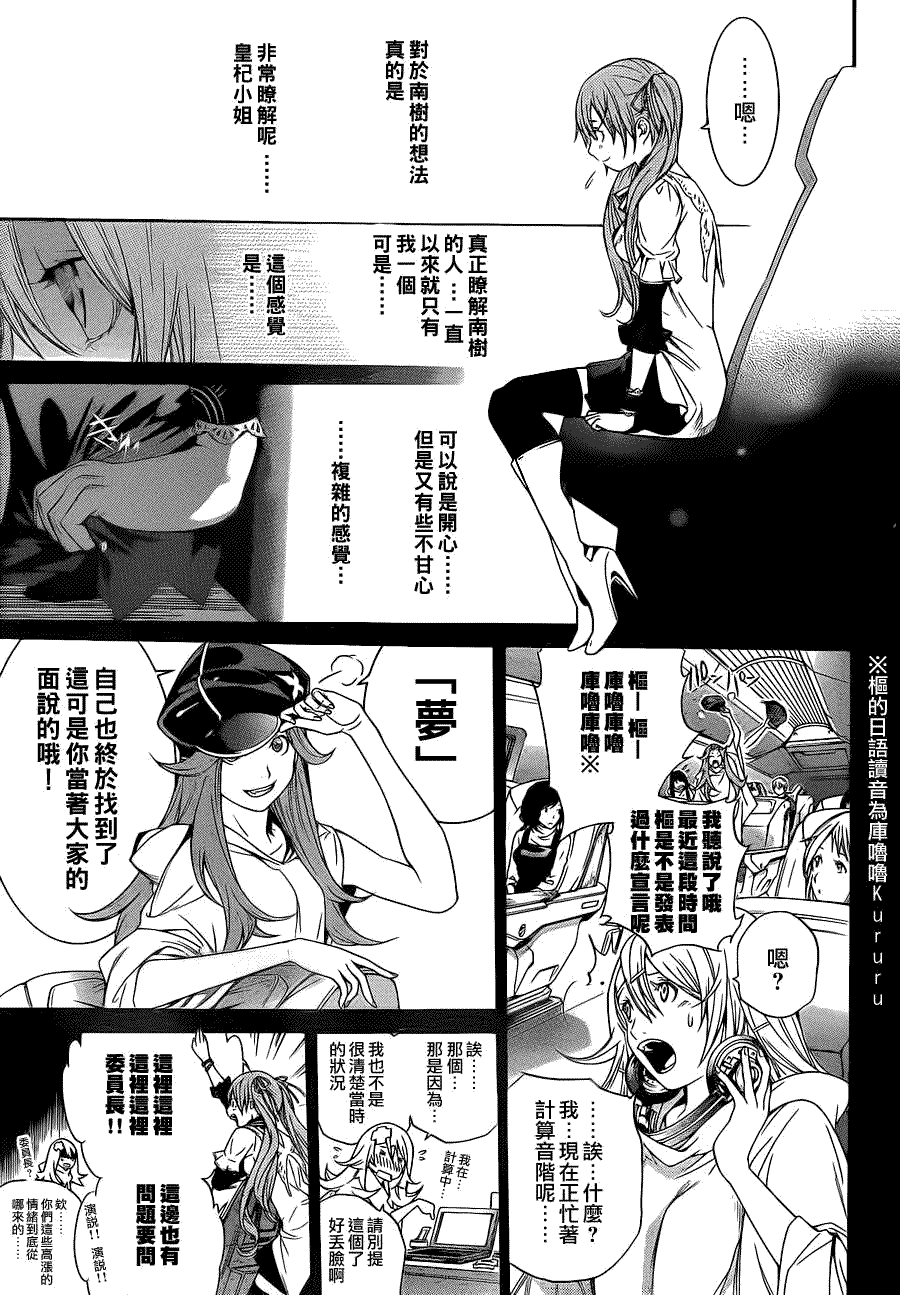 ……嗯…
對於南樹的想法
真的是
非常瞭解呢……
皇杞小姐
真正瞭解南樹
的人…一直
以來就只有
我一個
可是……
這個感覺
是……
可以說是開心……
但是又有些不甘心
……複雜的感覺…
※樞的日語讀音為庫嚕嚕Kururu
樞—樞—
庫嚕庫嚕
庫嚕庫嚕※
我聽說了哦
最近這段時間
樞是不是發表
過什麼宣言呢
嗯?
……誒…什麼?
我…現在正忙著
計算音階呢……
「夢」
自己也終於找到了
這可是你當著大家的
面說的哦!
誒……
那個…
那是因為…
我也不是
很清楚當時
的狀況
我在…
計算中…
請別提
這個了
好丟臉啊
這裡這裡
這裡這裡
委員長!!
這邊也有
問題要問
演說!!演說!!
委員長?
欸……
你們這些高漲的
情緒到底從
哪來的…